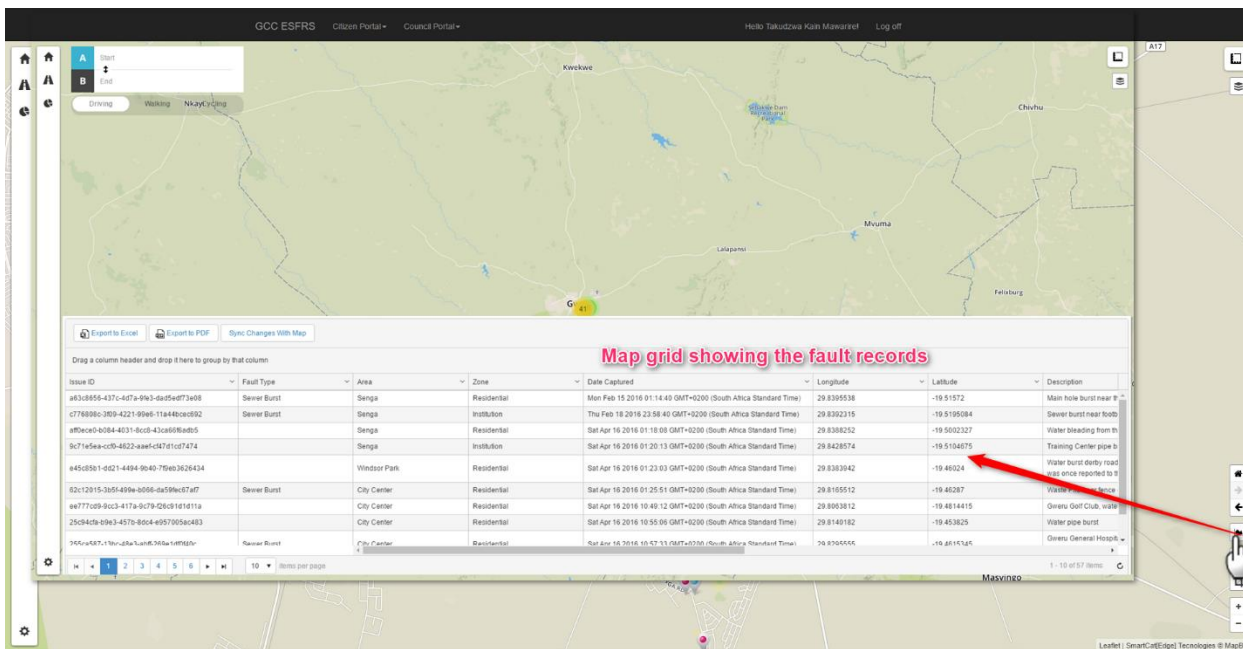 GCC ESFRS Citizen Portal Council Portal Hello Takudzwa Kain Mawarire! Log off
A Start
B End
Driving Walking Nkayi Cycling
Kwekwe
Chivhu
A17
Mvuma
Lalapansi
Felixburg
41
Export to Excel Export to PDF Sync Changes With Map
Map grid showing the fault records
Drag a column header and drop it here to group by that column
Issue ID Fault Type Area Zone Date Captured Longitude Latitude Description
a63c8656-437c-4d7a-9fe3-dad5edf73e08 Sewer Burst Senga Residential Mon Feb 15 2016 01:14:49 GMT+0200 (South Africa Standard Time) 29.8395538 -19.51572 Main hole burst near th
c776808c-3f09-4221-99e6-11a44bcec692 Sewer Burst Senga Institution Thu Feb 18 2016 23:58:40 GMT+0200 (South Africa Standard Time) 29.8392315 -19.5195084 Sewer burst near footb
aff0ece0-b084-4031-8cc8-43ca66f6adb5 Senga Residential Sat Apr 16 2016 01:18:08 GMT+0200 (South Africa Standard Time) 29.8388252 -19.5002327 Water bleading from th
9c71e5ea-ccf0-4622-aaef-cf47d1cd7474 Senga Institution Sat Apr 16 2016 01:20:13 GMT+0200 (South Africa Standard Time) 29.8428574 -19.5104675 Training Center pipe b
e45c85b1-dd21-4494-9b40-7f9eb3626434 Windsor Park Residential Sat Apr 16 2016 01:23:03 GMT+0200 (South Africa Standard Time) 29.8383942 -19.46024 Water burst derby road
was once reported to th
62c12015-3b5f-499e-b066-da59fec67af7 Sewer Burst City Center Residential Sat Apr 16 2016 01:25:51 GMT+0200 (South Africa Standard Time) 29.8165512 -19.46287 fence
ee777cd9-9cc3-417a-9c79-f26c91d1d11a City Center Residential Sat Apr 16 2016 10:49:12 GMT+0200 (South Africa Standard Time) 29.8063812 -19.4814415 Gweru Golf Club, wate
25c94cfa-b9e3-457b-8dc4-e957005ac483 City Center Residential Sat Apr 16 2016 10:55:06 GMT+0200 (South Africa Standard Time) 29.8140182 -19.453825 Water pipe burst
Sewer Burst City Center Residential Sat Apr 16 2016 10:57:33 GMT+0200 (South Africa Standard Time) 29.8295555 -19.4615345 Gweru General Hospit
1 2 3 4 5 6 10 items per page 1 - 10 of 57 items
Masvingo
Leaflet | SmartCat[Edge] Tecnologies © MapB